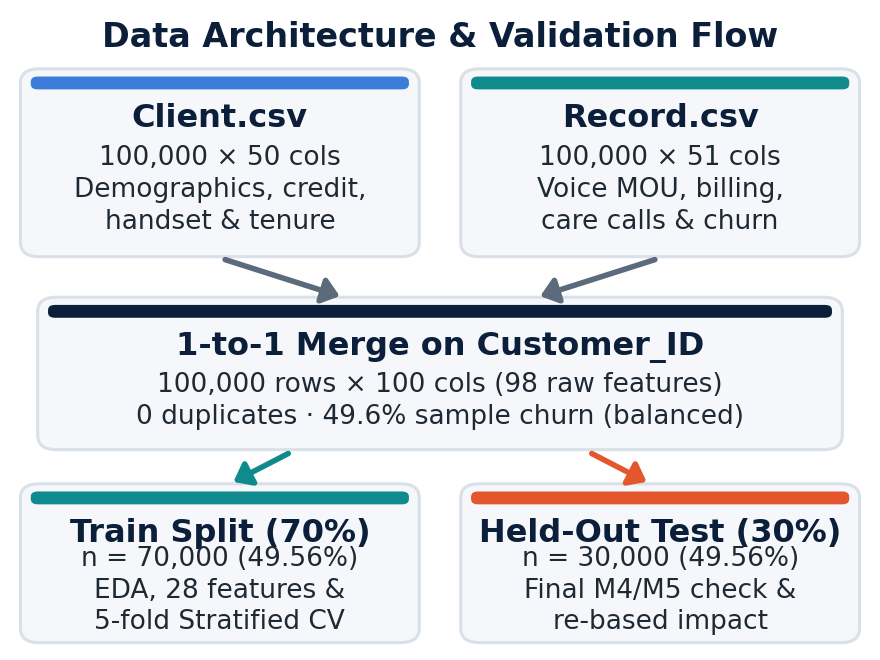 Data Architecture & Validation Flow
Client.csv
100,000 × 50 cols
Demographics, credit,
handset & tenure
Record.csv
100,000 × 51 cols
Voice MOU, billing,
care calls & churn
1-to-1 Merge on Customer_ID
100,000 rows × 100 cols (98 raw features)
0 duplicates · 49.6% sample churn (balanced)
Train Split (70%)
n = 70,000 (49.56%)
EDA, 28 features &
5-fold Stratified CV
Held-Out Test (30%)
n = 30,000 (49.56%)
Final M4/M5 check &
re-based impact